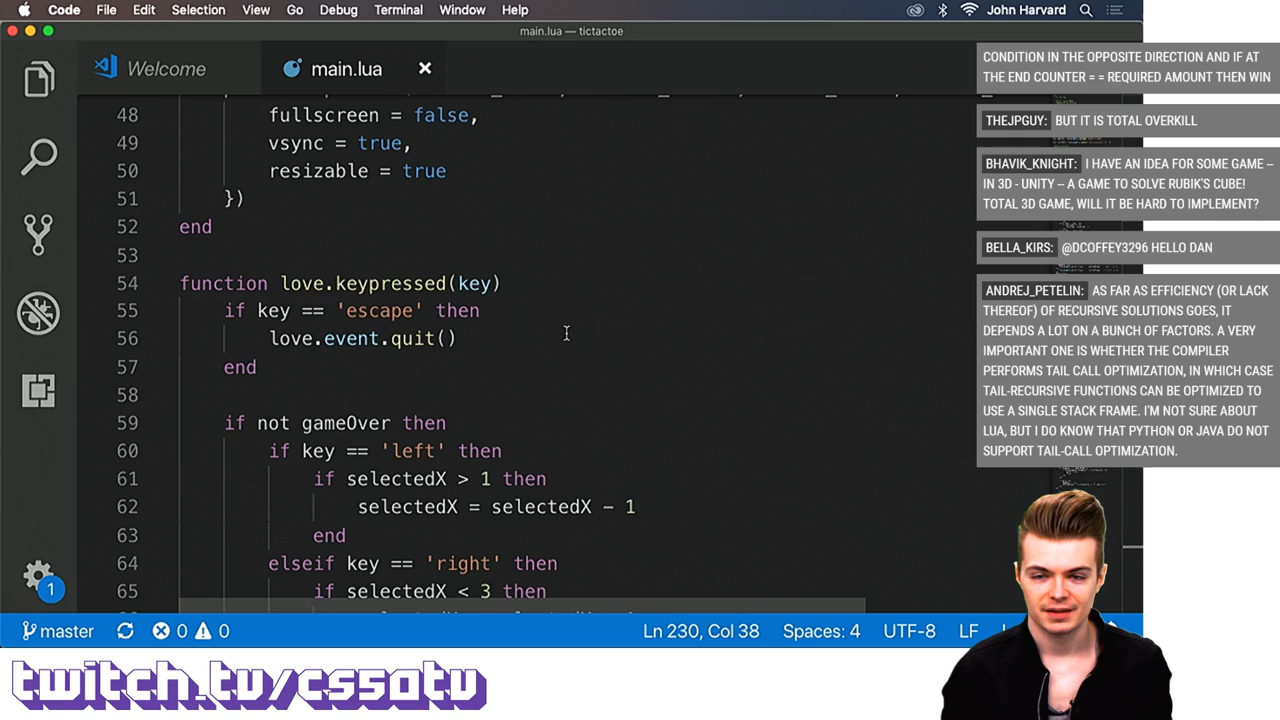 Code File Edit Selection View Go Debug Terminal Window Help John Harvard
main.lua — tictactoe
Welcome main.lua
48 fullscreen = false,
49 vsync = true,
50 resizable = true
51 })
52 end
53
54 function love.keypressed(key)
55 if key == 'escape' then
56 love.event.quit()
57 end
58
59 if not gameOver then
60 if key == 'left' then
61 if selectedX > 1 then
62 selectedX = selectedX - 1
63 end
64 elseif key == 'right' then
65 if selectedX < 3 then
1
master 0 0 Ln 230, Col 38 Spaces: 4 UTF-8 LF
CONDITION IN THE OPPOSITE DIRECTION AND IF AT
THE END COUNTER = = REQUIRED AMOUNT THEN WIN
THEJPGUY: BUT IT IS TOTAL OVERKILL
BHAVIK_KNIGHT: I HAVE AN IDEA FOR SOME GAME –
IN 3D - UNITY – A GAME TO SOLVE RUBIK'S CUBE!
TOTAL 3D GAME, WILL IT BE HARD TO IMPLEMENT?
BELLA_KIRS: @DCOFFEY3296 HELLO DAN
ANDREJ_PETELIN: AS FAR AS EFFICIENCY (OR LACK
THEREOF) OF RECURSIVE SOLUTIONS GOES, IT
DEPENDS A LOT ON A BUNCH OF FACTORS. A VERY
IMPORTANT ONE IS WHETHER THE COMPILER
PERFORMS TAIL CALL OPTIMIZATION, IN WHICH CASE
TAIL-RECURSIVE FUNCTIONS CAN BE OPTIMIZED TO
USE A SINGLE STACK FRAME. I'M NOT SURE ABOUT
LUA, BUT I DO KNOW THAT PYTHON OR JAVA DO NOT
SUPPORT TAIL-CALL OPTIMIZATION.
twitch.tv/cs50tv